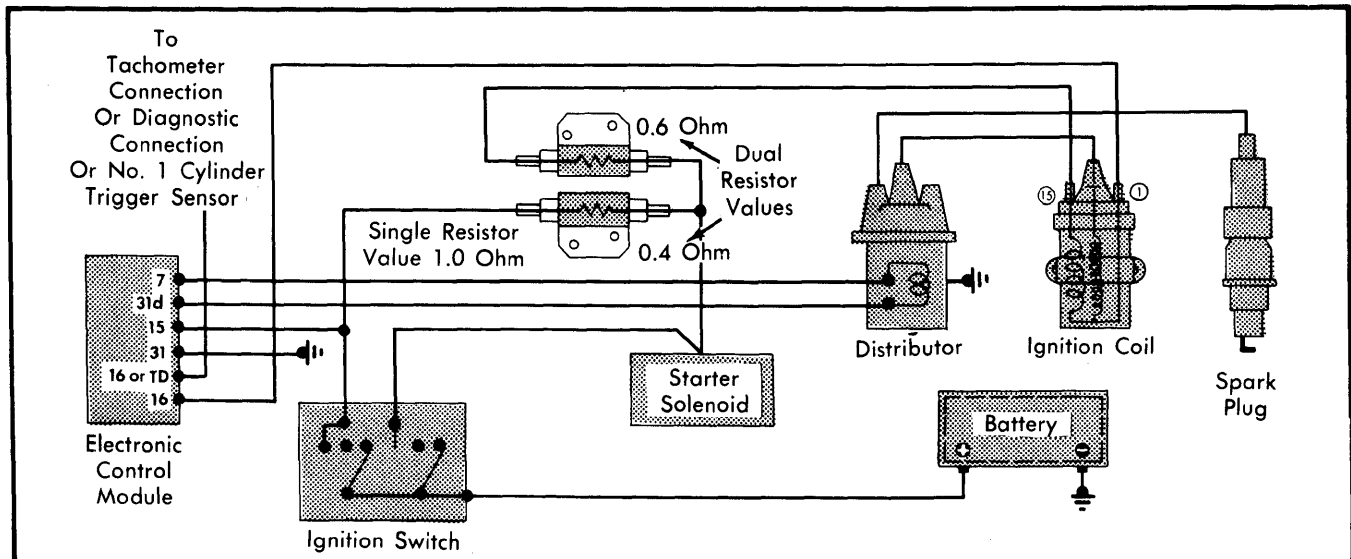 To
Tachometer
Connection
Or Diagnostic
Connection
Or No. 1 Cylinder
Trigger Sensor
0.6 Ohm
Dual
Resistor
Values
Single Resistor
Value 1.0 Ohm
0.4 Ohm
7
31d
15
31
16 or TD
16
Electronic
Control
Module
Ignition Switch
Starter
Solenoid
Distributor
15
1
Ignition Coil
Spark
Plug
Battery
+
−